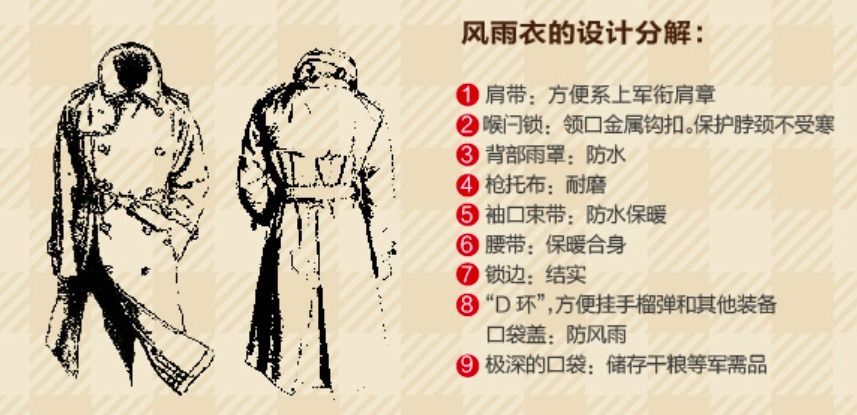 风雨衣的设计分解：
1 肩带：方便系上军衔肩章
2 喉闩锁：领口金属钩扣。保护脖颈不受寒
3 背部雨罩：防水
4 枪托布：耐磨
5 袖口束带：防水保暖
6 腰带：保暖合身
7 锁边：结实
8 “D 环”，方便挂手榴弹和其他装备
口袋盖：防风雨
9 极深的口袋：储存干粮等军需品